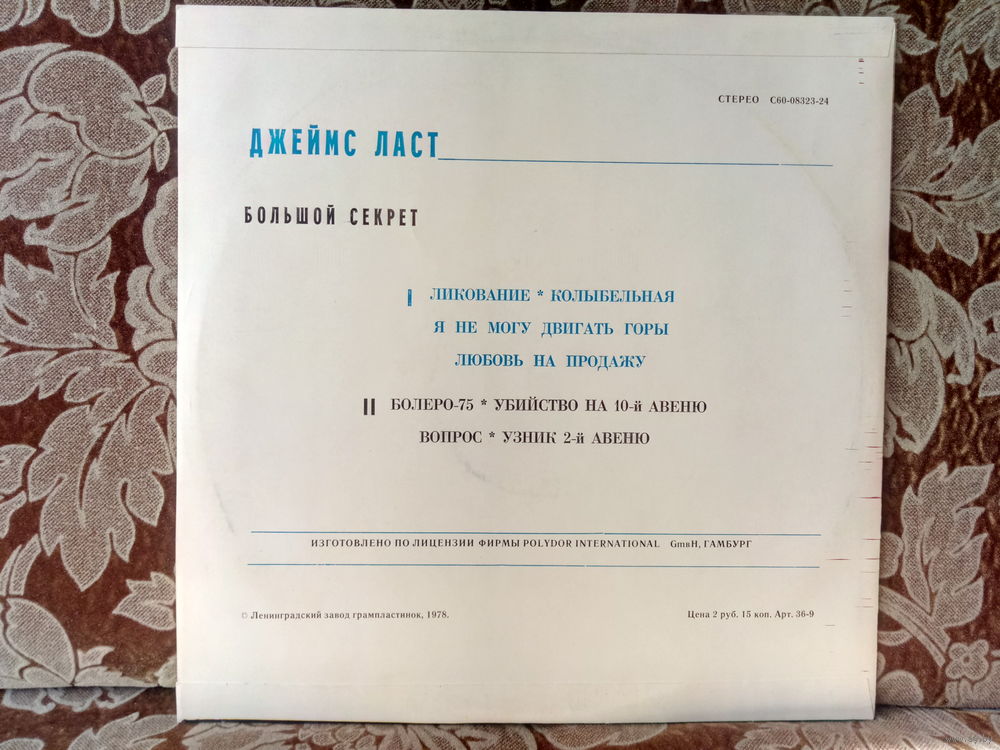 СТЕРЕО С60-08323-24
ДЖЕЙМС ЛАСТ
БОЛЬШОЙ СЕКРЕТ
I ЛИКОВАНИЕ * КОЛЫБЕЛЬНАЯ
Я НЕ МОГУ ДВИГАТЬ ГОРЫ
ЛЮБОВЬ НА ПРОДАЖУ
II БОЛЕРО-75 * УБИЙСТВО НА 10-й АВЕНЮ
ВОПРОС * УЗНИК 2-й АВЕНЮ
ИЗГОТОВЛЕНО ПО ЛИЦЕНЗИИ ФИРМЫ POLYDOR INTERNATIONAL GmbH, ГАМБУРГ
© Ленинградский завод грампластинок, 1978.
Цена 2 руб. 15 коп. Арт. 36-9